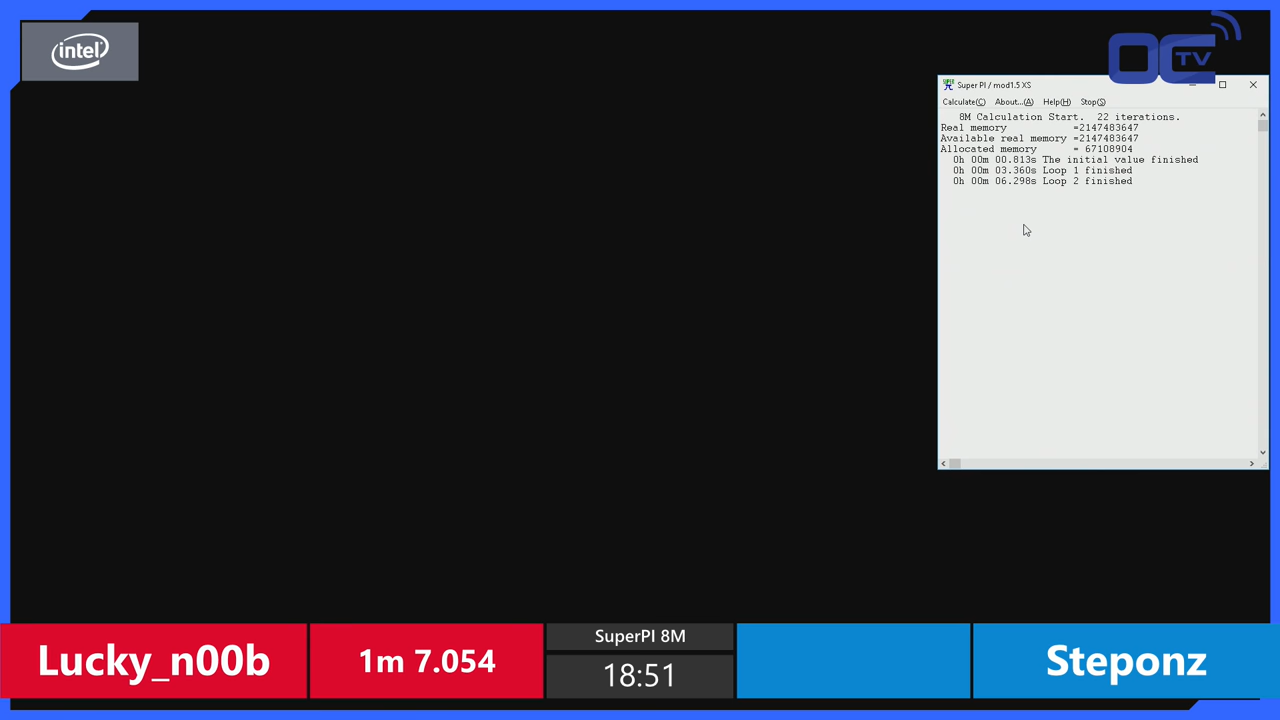 intel
OC TV
SUPER
π
Super PI / mod1.5 XS
Calculate(C) About...(A) Help(H) Stop(S)
8M Calculation Start. 22 iterations.
Real memory =2147483647
Available real memory =2147483647
Allocated memory = 67108904
0h 00m 00.813s The initial value finished
0h 00m 03.360s Loop 1 finished
0h 00m 06.298s Loop 2 finished
Lucky_n00b
1m 7.054
SuperPI 8M
18:51
Steponz